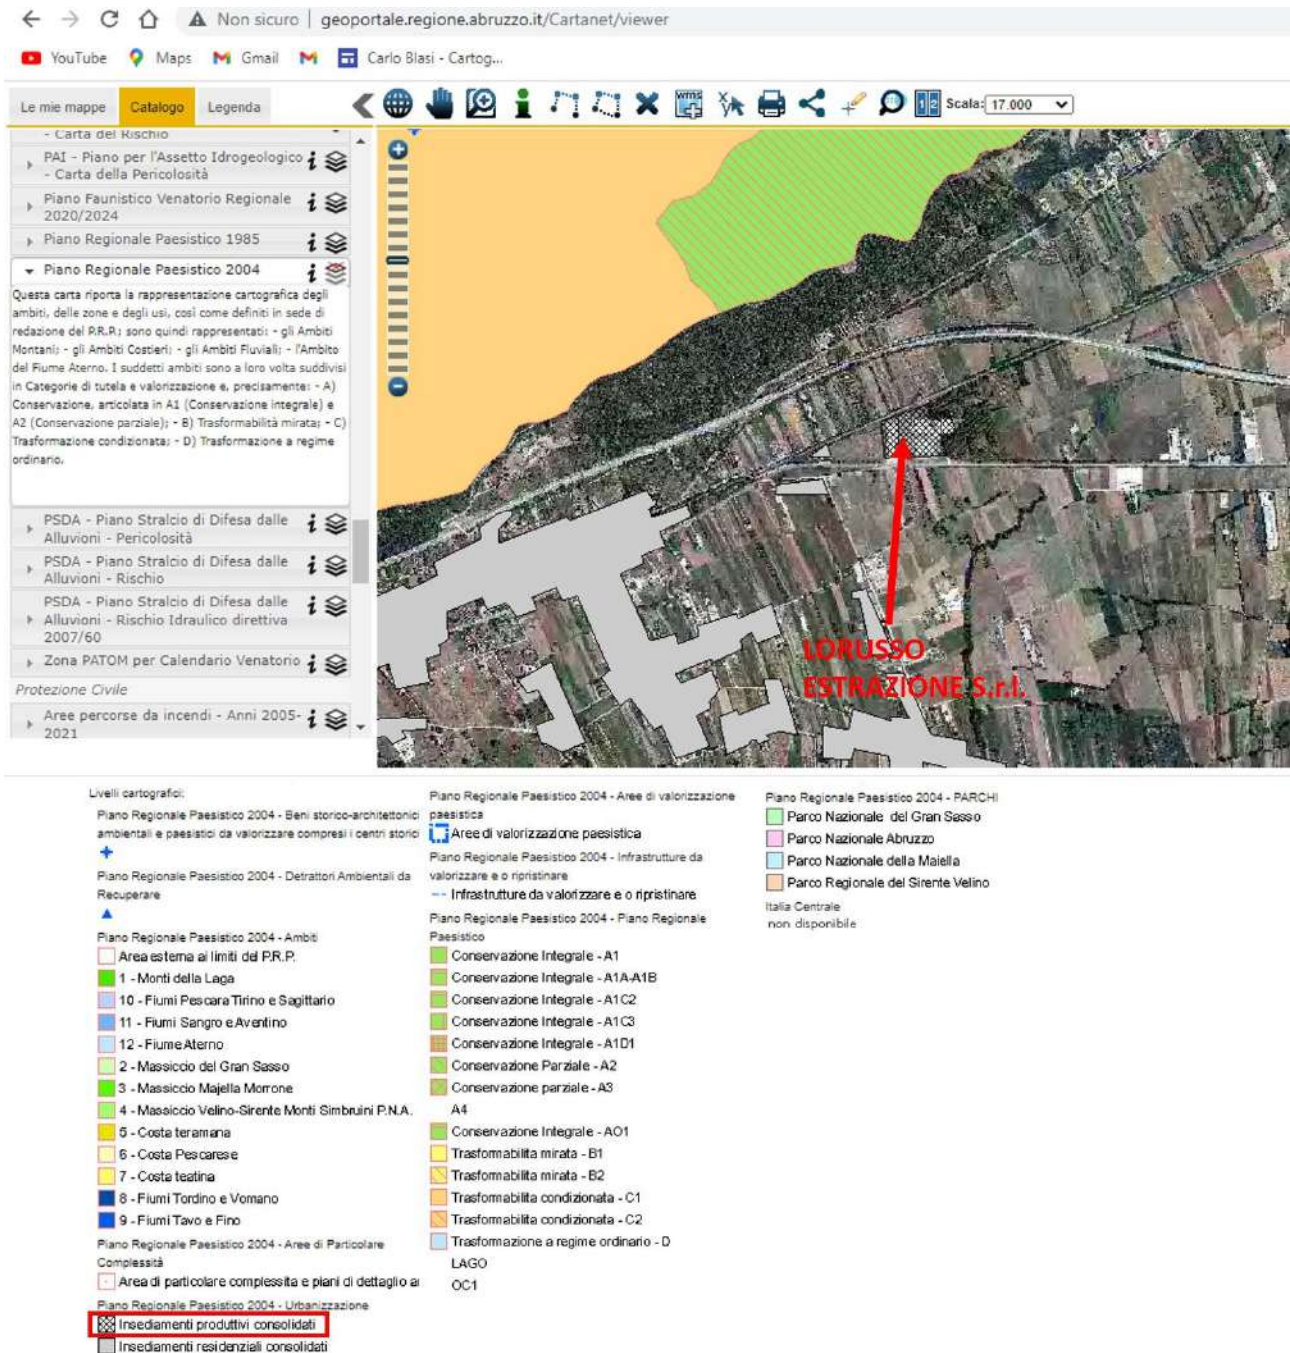 Non sicuro | geoportale.regione.abruzzo.it/Cartanet/viewer
YouTube Maps Gmail Carlo Blasi - Cartog...
Le mie mappe Catalogo Legenda Scala: 17.000
- Carta del Rischio
PAI - Piano per l'Assetto Idrogeologico
- Carta della Pericolosità
Piano Faunistico Venatorio Regionale
2020/2024
Piano Regionale Paesistico 1985
Piano Regionale Paesistico 2004
Questa carta riporta la rappresentazione cartografica degli
ambiti, delle zone e degli usi, così come definiti in sede di
redazione del P.R.P.; sono quindi rappresentati: - gli Ambiti
Montani; - gli Ambiti Costieri; - gli Ambiti Fluviali; - l'Ambito
del Fiume Aterno. I suddetti ambiti sono a loro volta suddivisi
in Categorie di tutela e valorizzazione e, precisamente: - A)
Conservazione, articolata in A1 (Conservazione integrale) e
A2 (Conservazione parziale); - B) Trasformabilità mirata; - C)
Trasformazione condizionata; - D) Trasformazione a regime
ordinario.
PSDA - Piano Stralcio di Difesa dalle
Alluvioni - Pericolosità
PSDA - Piano Stralcio di Difesa dalle
Alluvioni - Rischio
PSDA - Piano Stralcio di Difesa dalle
Alluvioni - Rischio Idraulico direttiva
2007/60
Zona PATOM per Calendario Venatorio
Protezione Civile
Aree percorse da incendi - Anni 2005-
2021
LORUSSO
ESTRAZIONE S.r.l.
Livelli cartografici:
Piano Regionale Paesistico 2004 - Beni storico-architettonici
ambientali e paesistici da valorizzare compresi i centri storici
Piano Regionale Paesistico 2004 - Detrattori Ambientali da
Recuperare
Piano Regionale Paesistico 2004 - Ambiti
Area esterna ai limiti del P.R.P.
1 - Monti della Laga
10 - Fiumi Pescara Tirino e Sagittario
11 - Fiumi Sangro e Aventino
12 - Fiume Aterno
2 - Massiccio del Gran Sasso
3 - Massiccio Majella Morrone
4 - Massiccio Velino-Sirente Monti Simbruini P.N.A.
5 - Costa teramana
6 - Costa Pescarese
7 - Costa teatina
8 - Fiumi Tordino e Vomano
9 - Fiumi Tavo e Fino
Piano Regionale Paesistico 2004 - Aree di Particolare
Complessità
Area di particolare complessita e piani di dettaglio a
Piano Regionale Paesistico 2004 - Urbanizzazione
Insediamenti produttivi consolidati
Insediamenti residenziali consolidati
Piano Regionale Paesistico 2004 - Aree di valorizzazione
paesistica
Aree di valorizzazione paesistica
Piano Regionale Paesistico 2004 - Infrastrutture da
valorizzare e o ripristinare
Infrastrutture da valorizzare e o ripristinare
Piano Regionale Paesistico 2004 - Piano Regionale
Paesistico
Conservazione Integrale - A1
Conservazione Integrale - A1A-A1B
Conservazione Integrale - A1C2
Conservazione Integrale - A1C3
Conservazione Integrale - A1D1
Conservazione Parziale - A2
Conservazione parziale - A3
A4
Conservazione Integrale - AO1
Trasformabilita mirata - B1
Trasformabilita mirata - B2
Trasformabilita condizionata - C1
Trasformabilita condizionata - C2
Trasformazione a regime ordinario - D
LAGO
OC1
Piano Regionale Paesistico 2004 - PARCHI
Parco Nazionale del Gran Sasso
Parco Nazionale Abruzzo
Parco Nazionale della Maiella
Parco Regionale del Sirente Velino
Italia Centrale
non disponibile